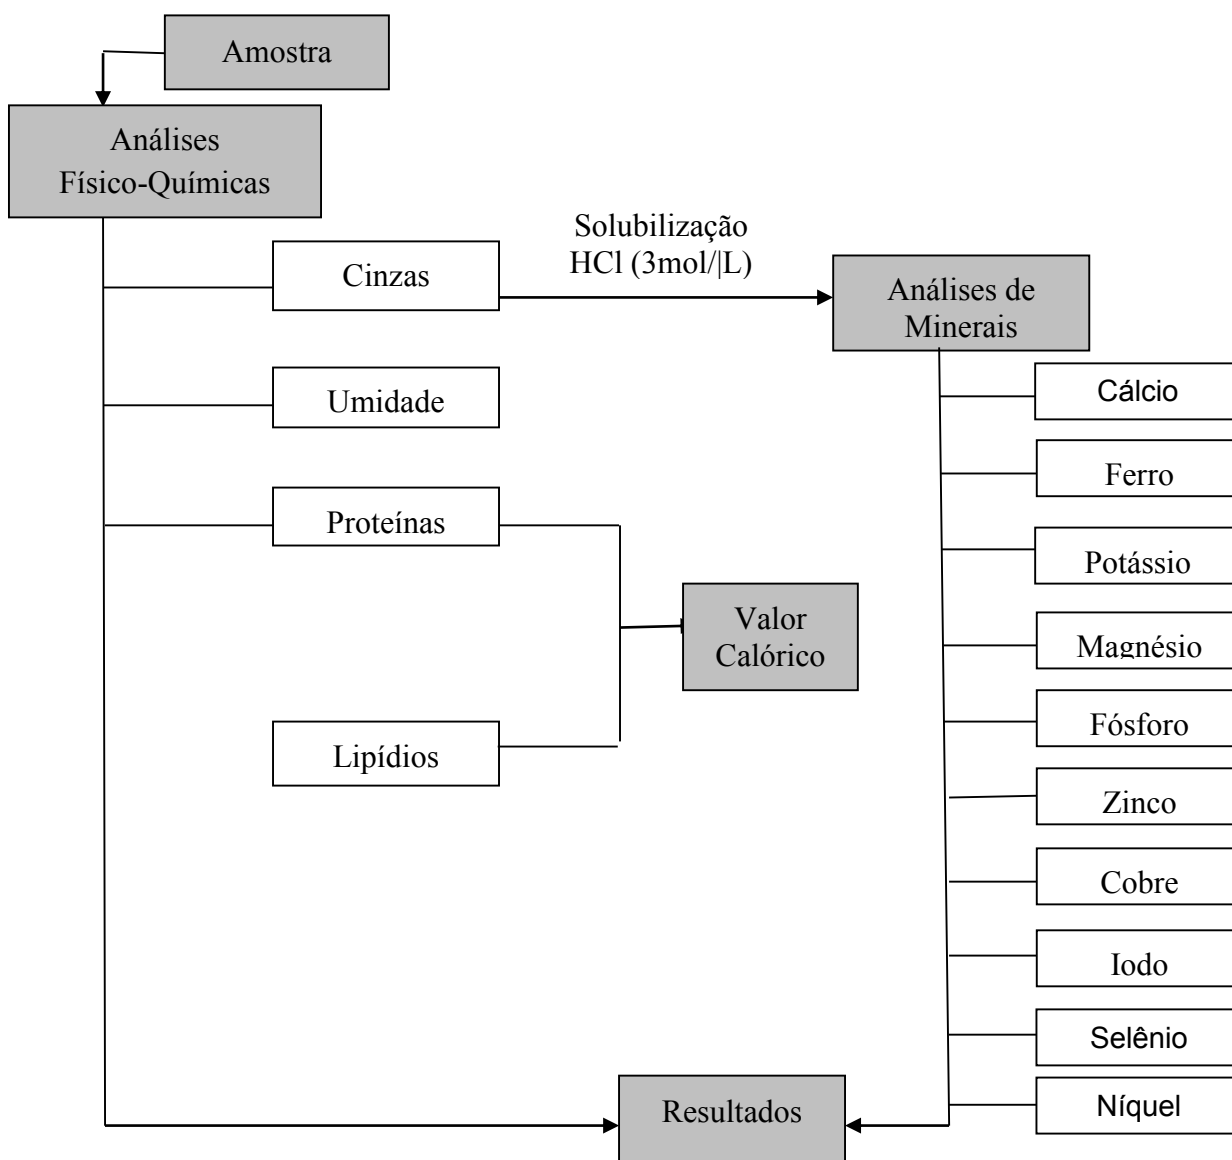 Amostra
Análises
Físico-Químicas
Solubilização
HCl (3mol/|L)
Cinzas
Análises de
Minerais
Umidade
Cálcio
Ferro
Proteínas
Potássio
Valor
Calórico
Magnésio
Lipídios
Fósforo
Zinco
Cobre
Iodo
Selênio
Níquel
Resultados